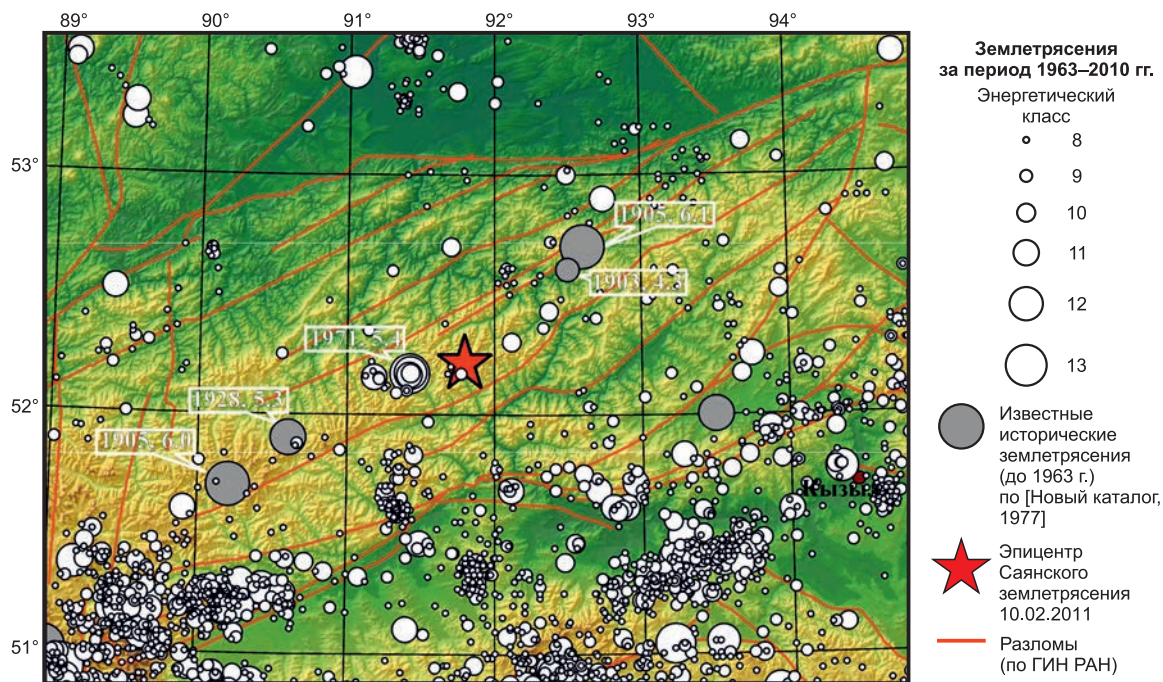 89° 90° 91° 92° 93° 94°
53°
52°
51°
1905. 6.1
1903. 4.3
1971. 5.4
1928. 5.3
1905. 6.0
Кызыл
Землетрясения
за период 1963–2010 гг.
Энергетический
класс
8
9
10
11
12
13
Известные
исторические
землетрясения
(до 1963 г.)
по [Новый каталог,
1977]
Эпицентр
Саянского
землетрясения
10.02.2011
Разломы
(по ГИН РАН)